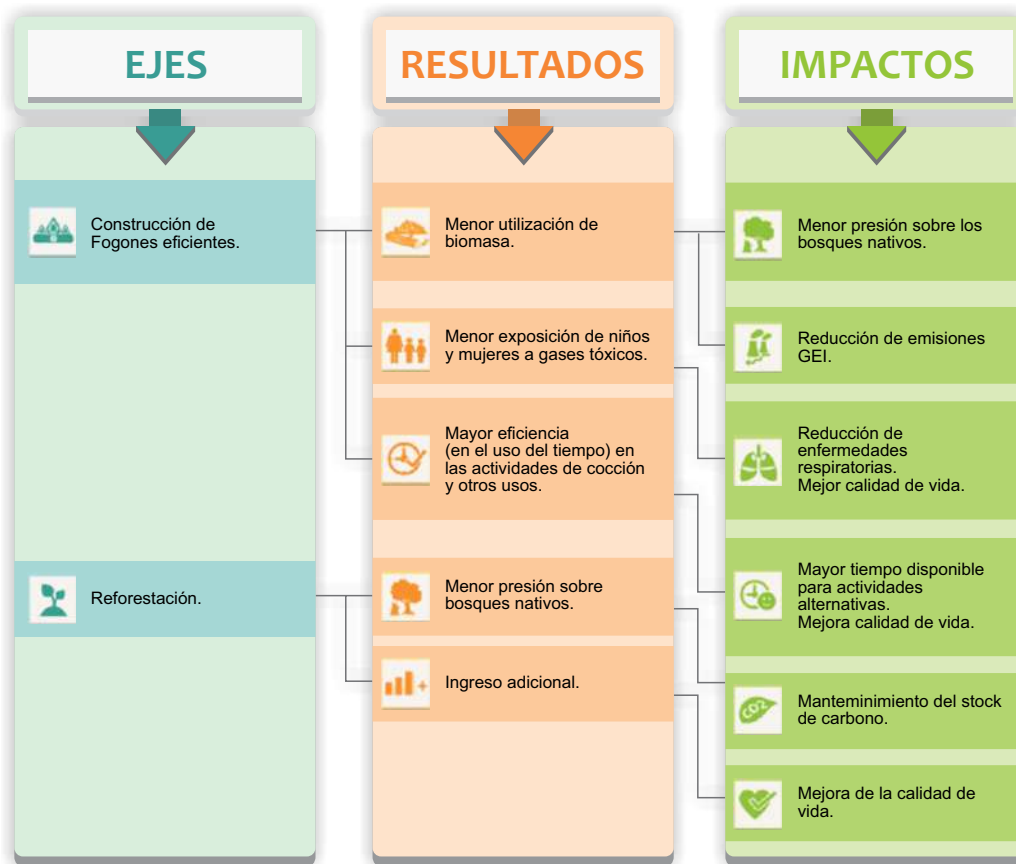 EJES
Construcción de
Fogones eficientes.
Reforestación.
RESULTADOS
Menor utilización de
biomasa.
Menor exposición de niños
y mujeres a gases tóxicos.
Mayor eficiencia
(en el uso del tiempo) en
las actividades de cocción
y otros usos.
Menor presión sobre
bosques nativos.
Ingreso adicional.
IMPACTOS
Menor presión sobre los
bosques nativos.
Reducción de emisiones
GEI.
Reducción de
enfermedades
respiratorias.
Mejor calidad de vida.
Mayor tiempo disponible
para actividades
alternativas.
Mejora calidad de vida.
CO2
Manteminimiento del stock
de carbono.
Mejora de la calidad de
vida.